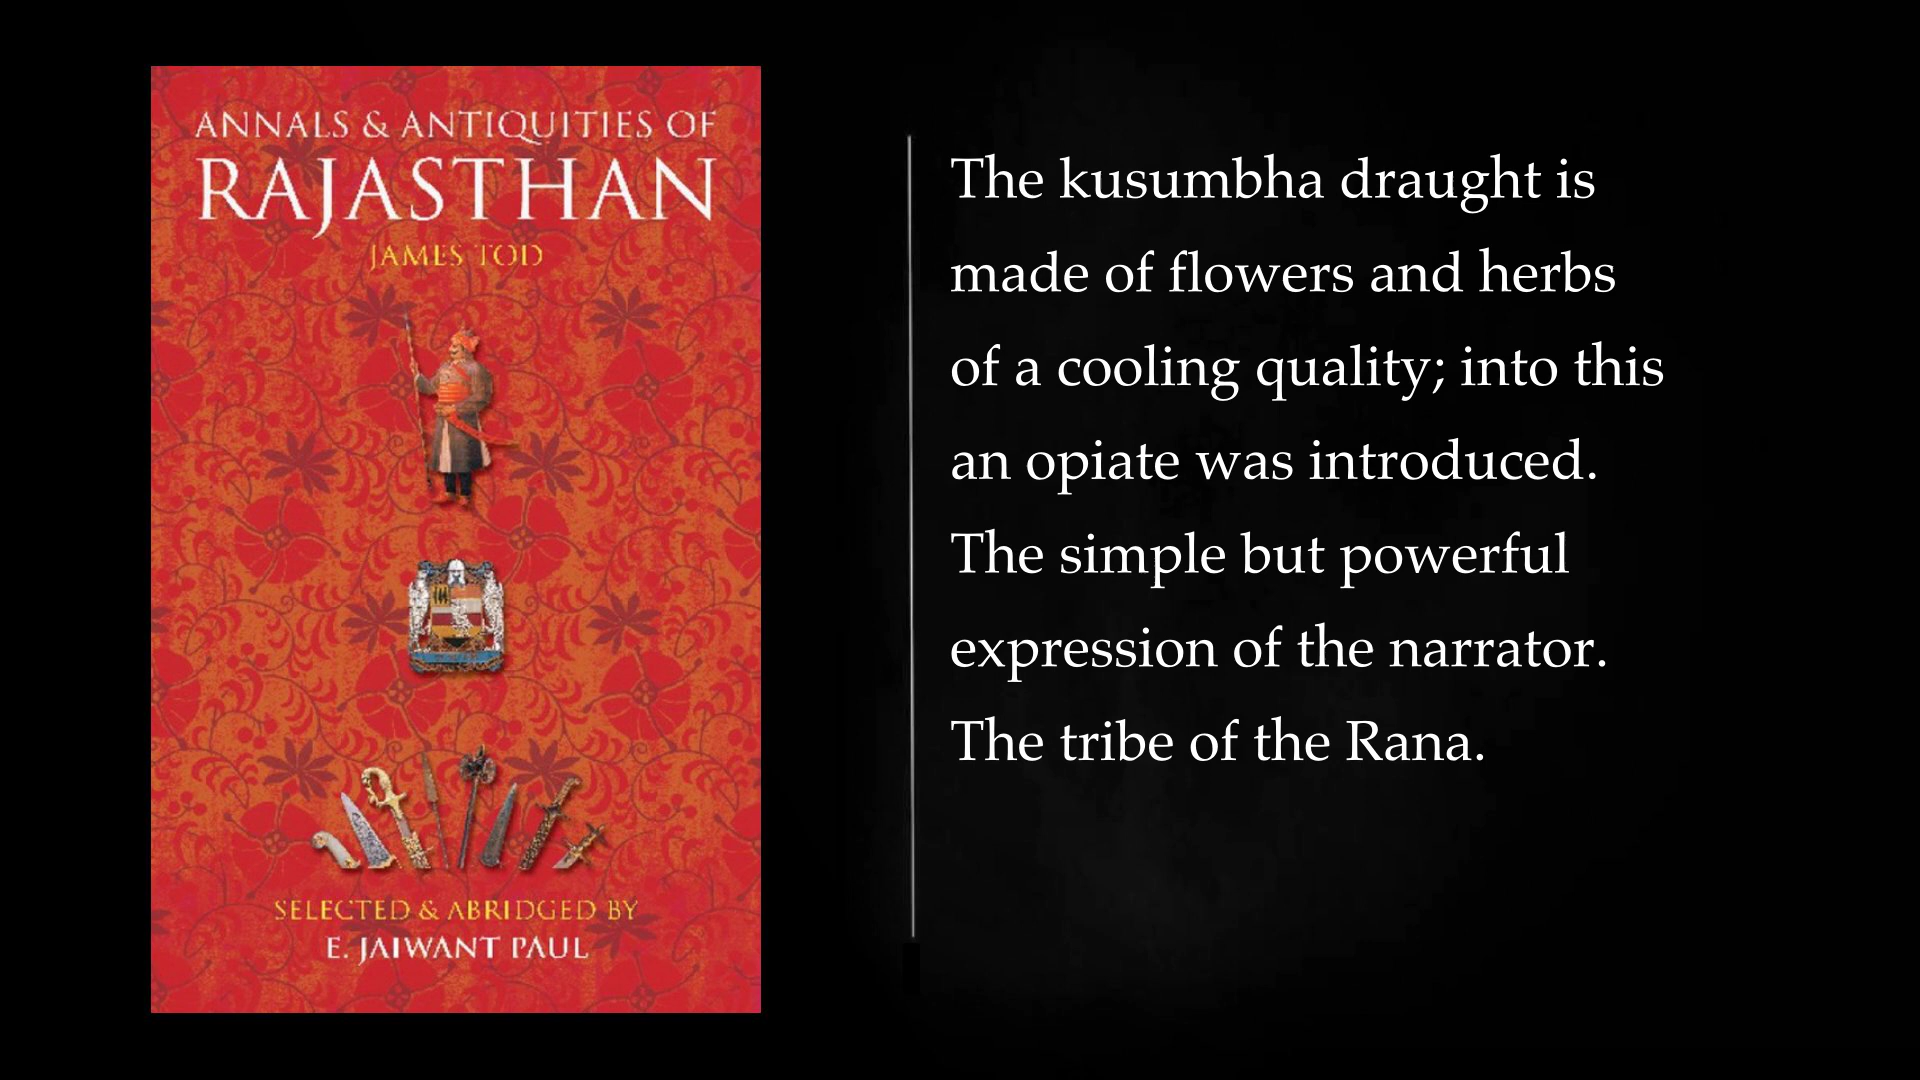 ANNALS & ANTIQUITIES OF
RAJASTHAN
JAMES TOD
SELECTED & ABRIDGED BY
E. JAIWANT PAUL
The kusumbha draught is
made of flowers and herbs
of a cooling quality; into this
an opiate was introduced.
The simple but powerful
expression of the narrator.
The tribe of the Rana.